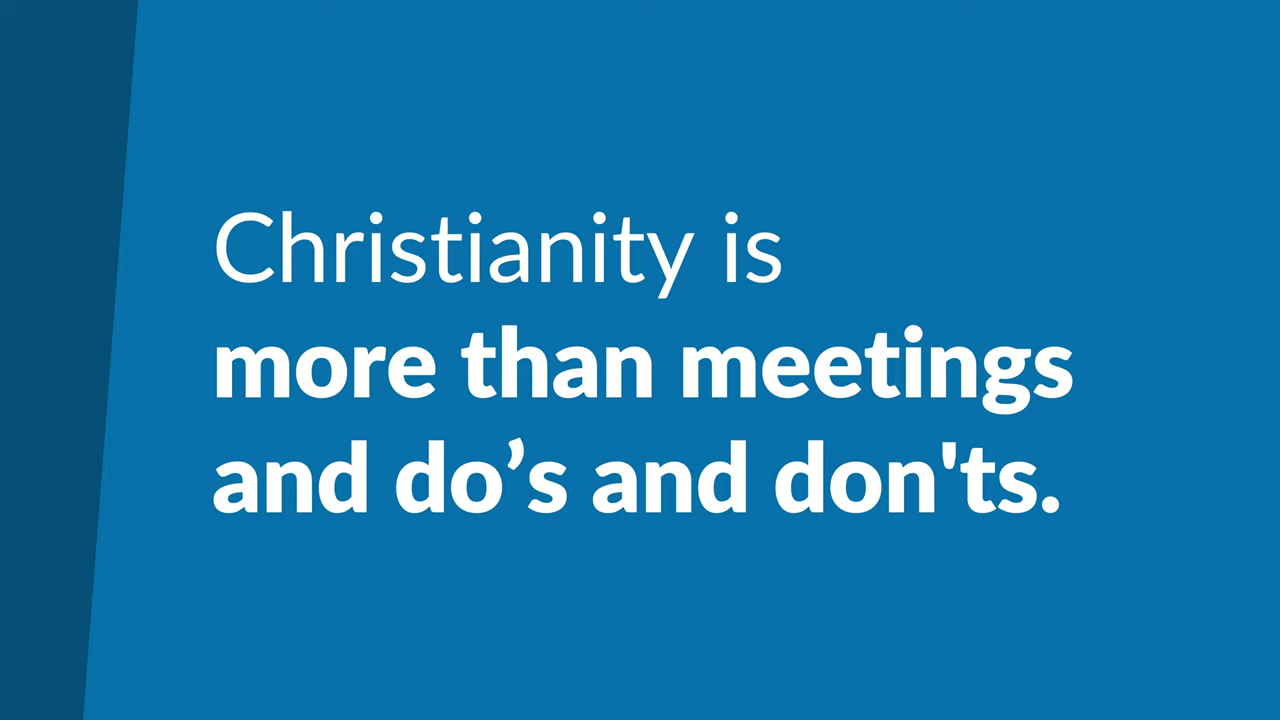 Christianity is
more than meetings
and do’s and don'ts.